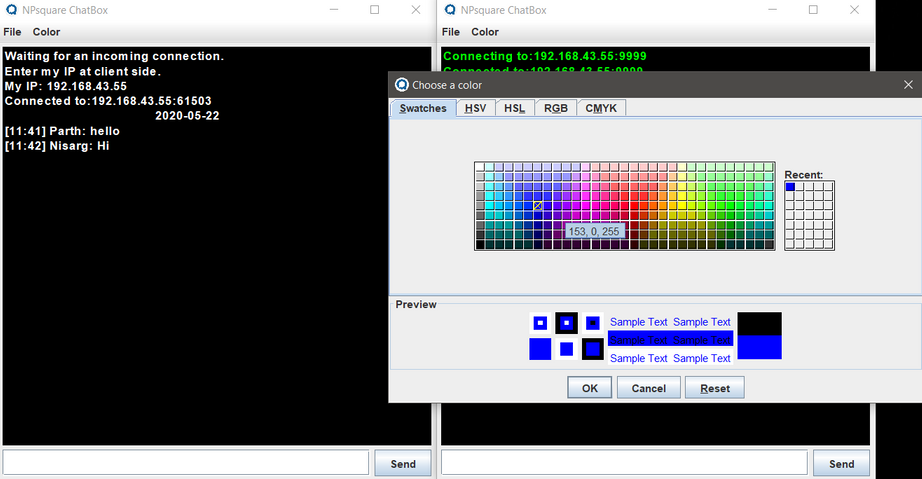 NPsquare ChatBox
File Color
Waiting for an incoming connection.
Enter my IP at client side.
My IP: 192.168.43.55
Connected to:192.168.43.55:61503
2020-05-22
[11:41] Parth: hello
[11:42] Nisarg: Hi
Send
NPsquare ChatBox
File Color
Connecting to:192.168.43.55:9999
Connected to:192.168.43.55:9999
Send
Choose a color
Swatches HSV HSL RGB CMYK
Recent:
153, 0, 255
Preview
Sample Text Sample Text
Sample Text Sample Text
Sample Text Sample Text
OK Cancel Reset